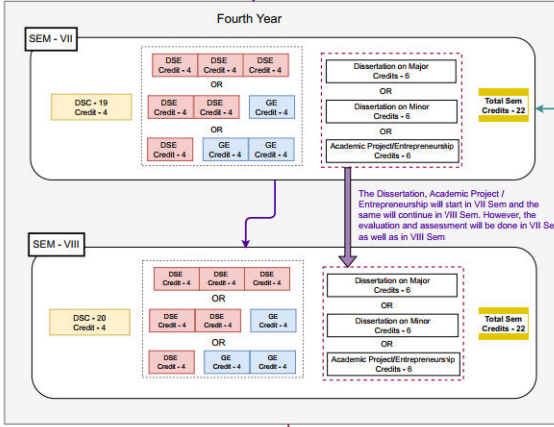 Fourth Year
SEM - VII
DSC - 19
Credit - 4
DSE
Credit - 4
DSE
Credit - 4
DSE
Credit - 4
OR
DSE
Credit - 4
DSE
Credit - 4
GE
Credit - 4
OR
DSE
Credit - 4
GE
Credit - 4
GE
Credit - 4
Dissertation on Major
Credits - 6
OR
Dissertation on Minor
Credits - 6
OR
Academic Project/Entrepreneurship
Credits - 6
Total Sem
Credits - 22
The Dissertation, Academic Project /
Entrepreneurship will start in VII Sem and the
same will continue in VIII Sem. However, the
evaluation and assessment will be done in VII Se
as well as in VIII Sem
SEM - VIII
DSC - 20
Credit - 4
DSE
Credit - 4
DSE
Credit - 4
DSE
Credit - 4
OR
DSE
Credit - 4
DSE
Credit - 4
GE
Credit - 4
OR
DSE
Credit - 4
GE
Credit - 4
GE
Credit - 4
Dissertation on Major
Credits - 6
OR
Dissertation on Minor
Credits - 6
OR
Academic Project/Entrepreneurship
Credits - 6
Total Sem
Credits - 22